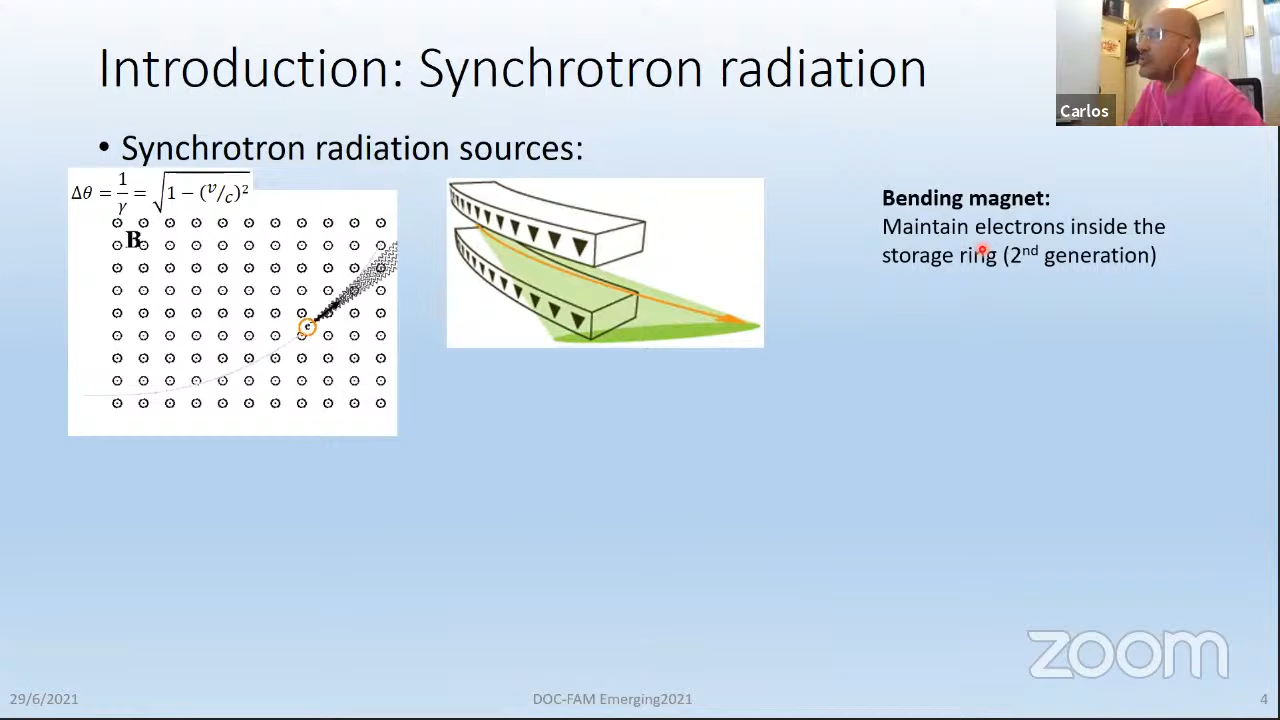 Introduction: Synchrotron radiation
Carlos
• Synchrotron radiation sources:
Δθ = 1/γ = √1 − (v/c)²
B
e
Bending magnet:
Maintain electrons inside the
storage ring (2nd generation)
zoom
29/6/2021
DOC-FAM Emerging2021
4